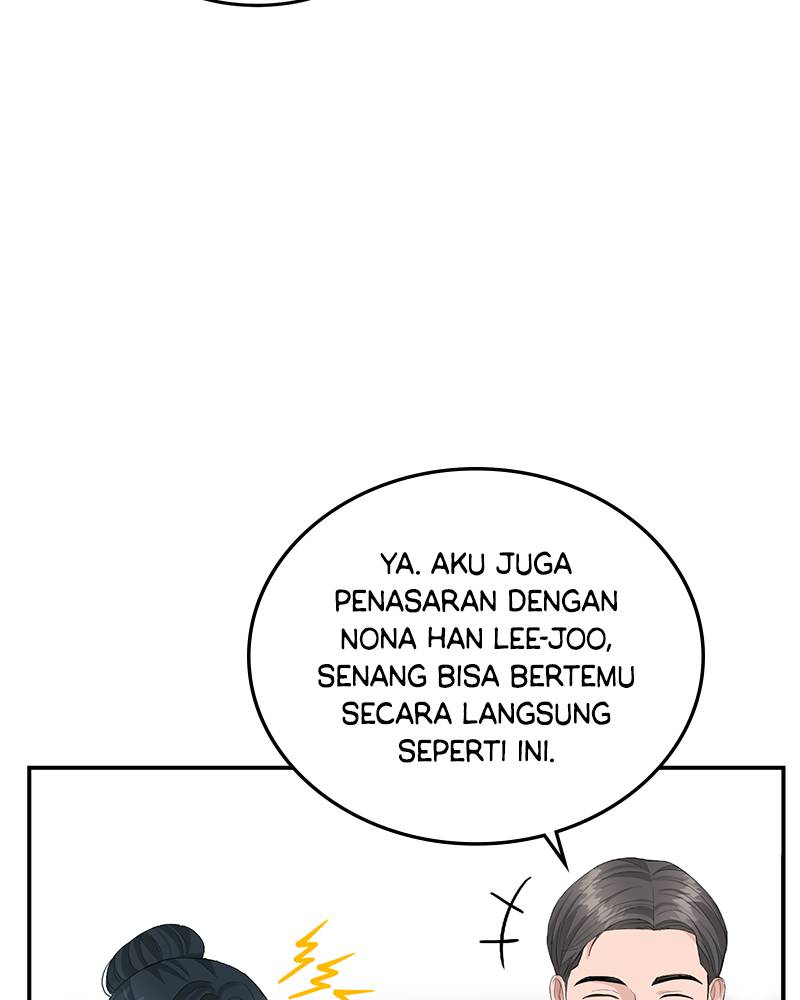 YA. AKU JUGA
PENASARAN DENGAN
NONA HAN LEE-JOO,
SENANG BISA BERTEMU
SECARA LANGSUNG
SEPERTI INI.